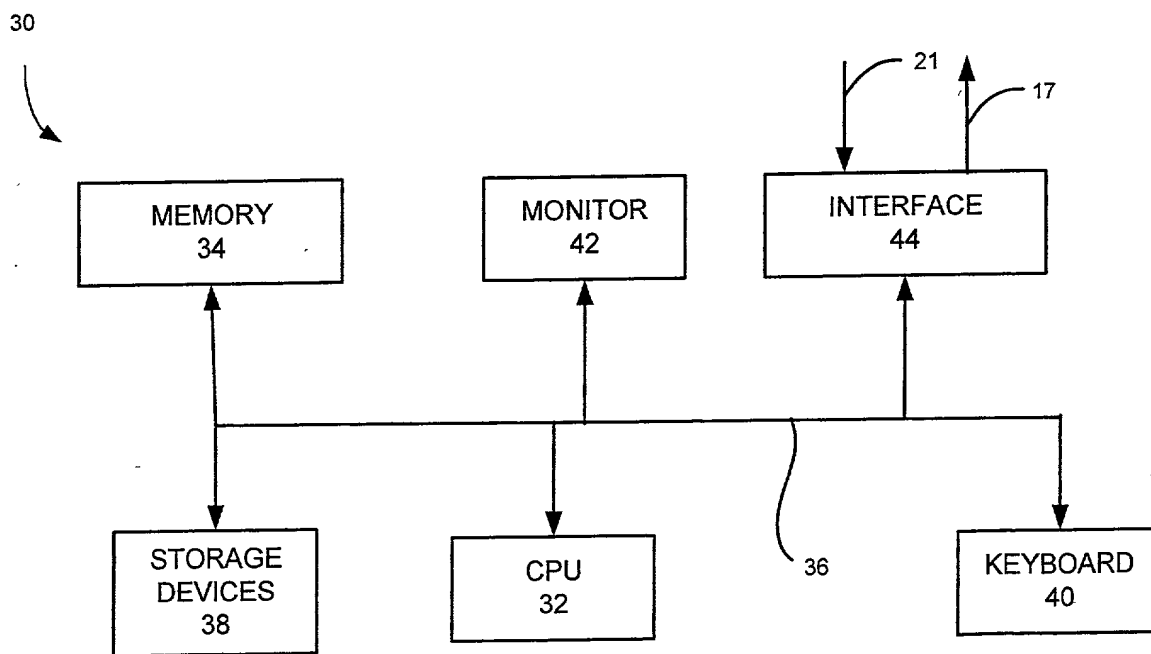 30
21
17
MEMORY
34
MONITOR
42
INTERFACE
44
STORAGE
DEVICES
38
CPU
32
36
KEYBOARD
40